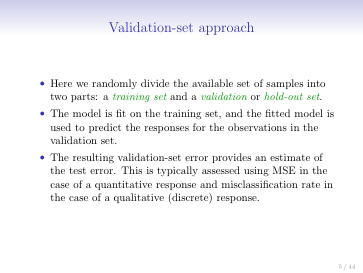 Validation-set approach
• Here we randomly divide the available set of samples into
two parts: a training set and a validation or hold-out set.
• The model is fit on the training set, and the fitted model is
used to predict the responses for the observations in the
validation set.
• The resulting validation-set error provides an estimate of
the test error. This is typically assessed using MSE in the
case of a quantitative response and misclassification rate in
the case of a qualitative (discrete) response.